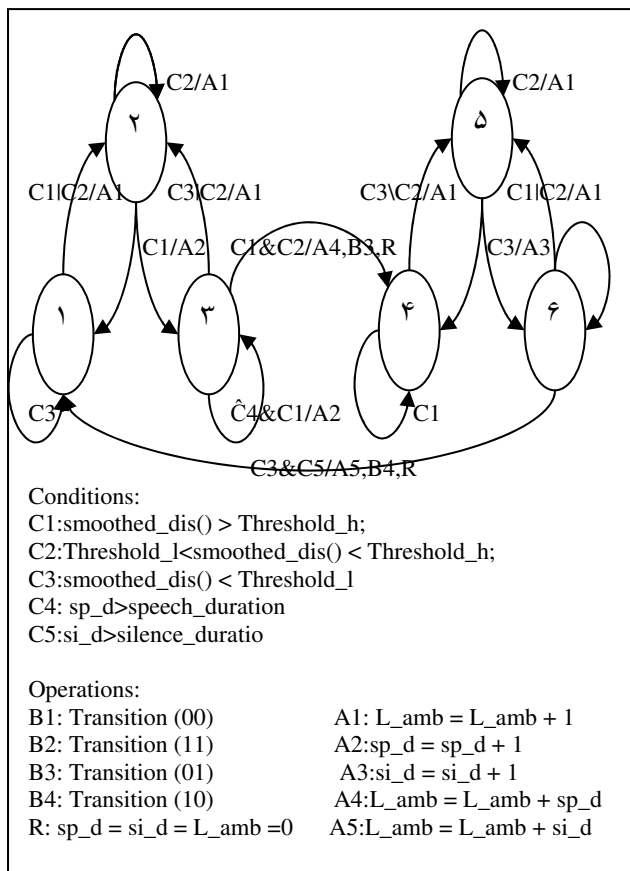 C2/A1 C2/A1
۲ ۵
C1|C2/A1 C3|C2/A1 C3\C2/A1 C1|C2/A1
C1/A2 C1&C2/A4,B3,R C3/A3
۱ ۳ ۴ ۶
C3 Ĉ4&C1/A2 C1
C3&C5/A5,B4,R
Conditions:
C1:smoothed_dis() > Threshold_h;
C2:Threshold_l<smoothed_dis() < Threshold_h;
C3:smoothed_dis() < Threshold_l
C4: sp_d>speech_duration
C5:si_d>silence_duratio
Operations:
B1: Transition (00) A1: L_amb = L_amb + 1
B2: Transition (11) A2:sp_d = sp_d + 1
B3: Transition (01) A3:si_d = si_d + 1
B4: Transition (10) A4:L_amb = L_amb + sp_d
R: sp_d = si_d = L_amb =0 A5:L_amb = L_amb + si_d